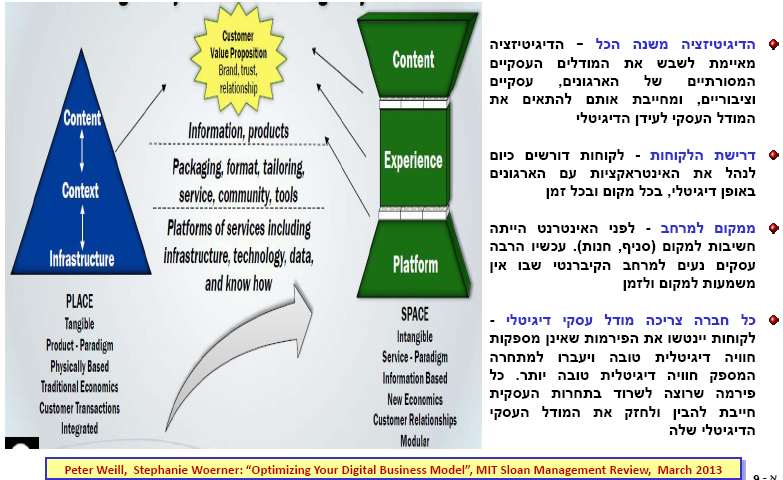 Customer
Value Proposition
Brand, trust,
relationship
Content
Context
Infrastructure
Information, products
Packaging, format, tailoring,
service, community, tools
Platforms of services including
infrastructure, technology, data,
and know how
Content
Experience
Platform
PLACE
Tangible
Product - Paradigm
Physically Based
Traditional Economics
Customer Transactions
Integrated
SPACE
Intangible
Service - Paradigm
Information Based
New Economics
Customer Relationships
Modular
הדיגיטיזציה משנה הכל – הדיגיטיזציה
מאיימת לשבש את המודלים העסקיים
המסורתיים של הארגונים, עסקיים
וציבוריים, ומחייבת אותם להתאים את
המודל העסקי לעידן הדיגיטלי
דרישת הלקוחות - לקוחות דורשים כיום
לנהל את האינטראקציות עם הארגונים
באופן דיגיטלי, בכל מקום ובכל זמן
ממקום למרחב - לפני האינטרנט הייתה
חשיבות למקום (סניף, חנות). עכשיו הרבה
עסקים נעים למרחב הקיברנטי שבו אין
משמעות למקום ולזמן
כל חברה צריכה מודל עסקי דיגיטלי -
לקוחות יינטשו את הפירמות שאינן מספקות
חוויה דיגיטלית טובה ויעברו למתחרה
המספק חוויה דיגיטלית טובה יותר. כל
פירמה שרוצה לשרוד בתחרות העסקית
חייבת להבין ולחזק את המודל העסקי
הדיגיטלי שלה
Peter Weill, Stephanie Woerner: “Optimizing Your Digital Business Model”, MIT Sloan Management Review, March 2013